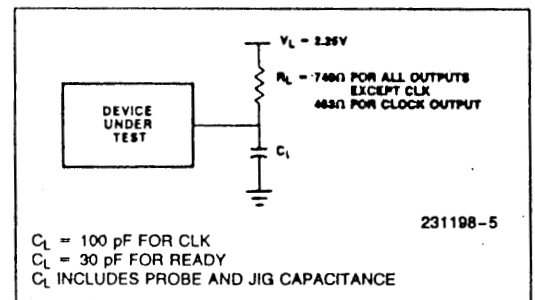 V_L = 2.25V
R_L = 740Ω FOR ALL OUTPUTS
EXCEPT CLK
463Ω FOR CLOCK OUTPUT
DEVICE
UNDER
TEST
C_L
231198-5
C_L = 100 pF FOR CLK
C_L = 30 pF FOR READY
C_L INCLUDES PROBE AND JIG CAPACITANCE